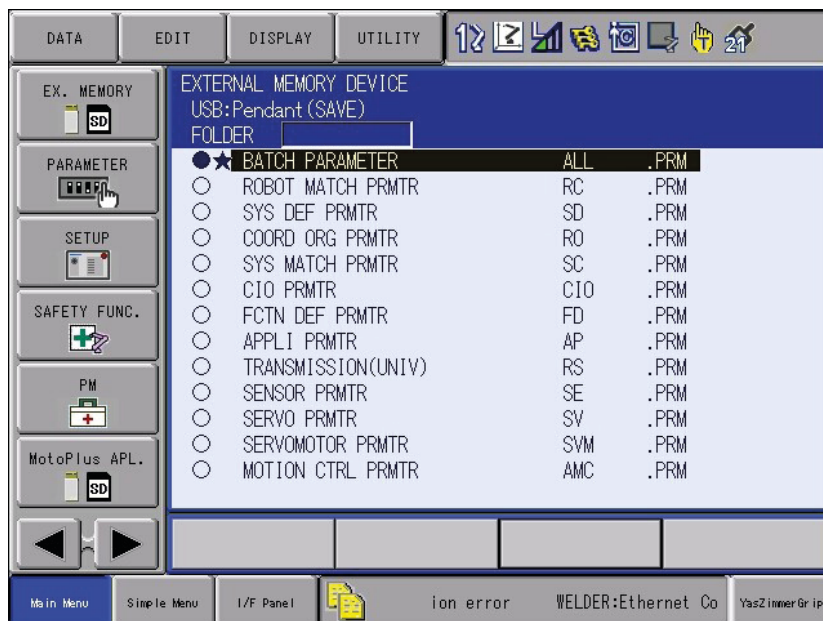 DATA EDIT DISPLAY UTILITY 12 21
EX. MEMORY
SD
PARAMETER
SETUP
SAFETY FUNC.
PM
MotoPlus APL.
SD
EXTERNAL MEMORY DEVICE
USB:Pendant(SAVE)
FOLDER
BATCH PARAMETER ALL .PRM
ROBOT MATCH PRMTR RC .PRM
SYS DEF PRMTR SD .PRM
COORD ORG PRMTR RO .PRM
SYS MATCH PRMTR SC .PRM
CIO PRMTR CIO .PRM
FCTN DEF PRMTR FD .PRM
APPLI PRMTR AP .PRM
TRANSMISSION(UNIV) RS .PRM
SENSOR PRMTR SE .PRM
SERVO PRMTR SV .PRM
SERVOMOTOR PRMTR SVM .PRM
MOTION CTRL PRMTR AMC .PRM
Main Menu Simple Menu I/F Panel ion error WELDER:Ethernet Co YasZimmerGrip